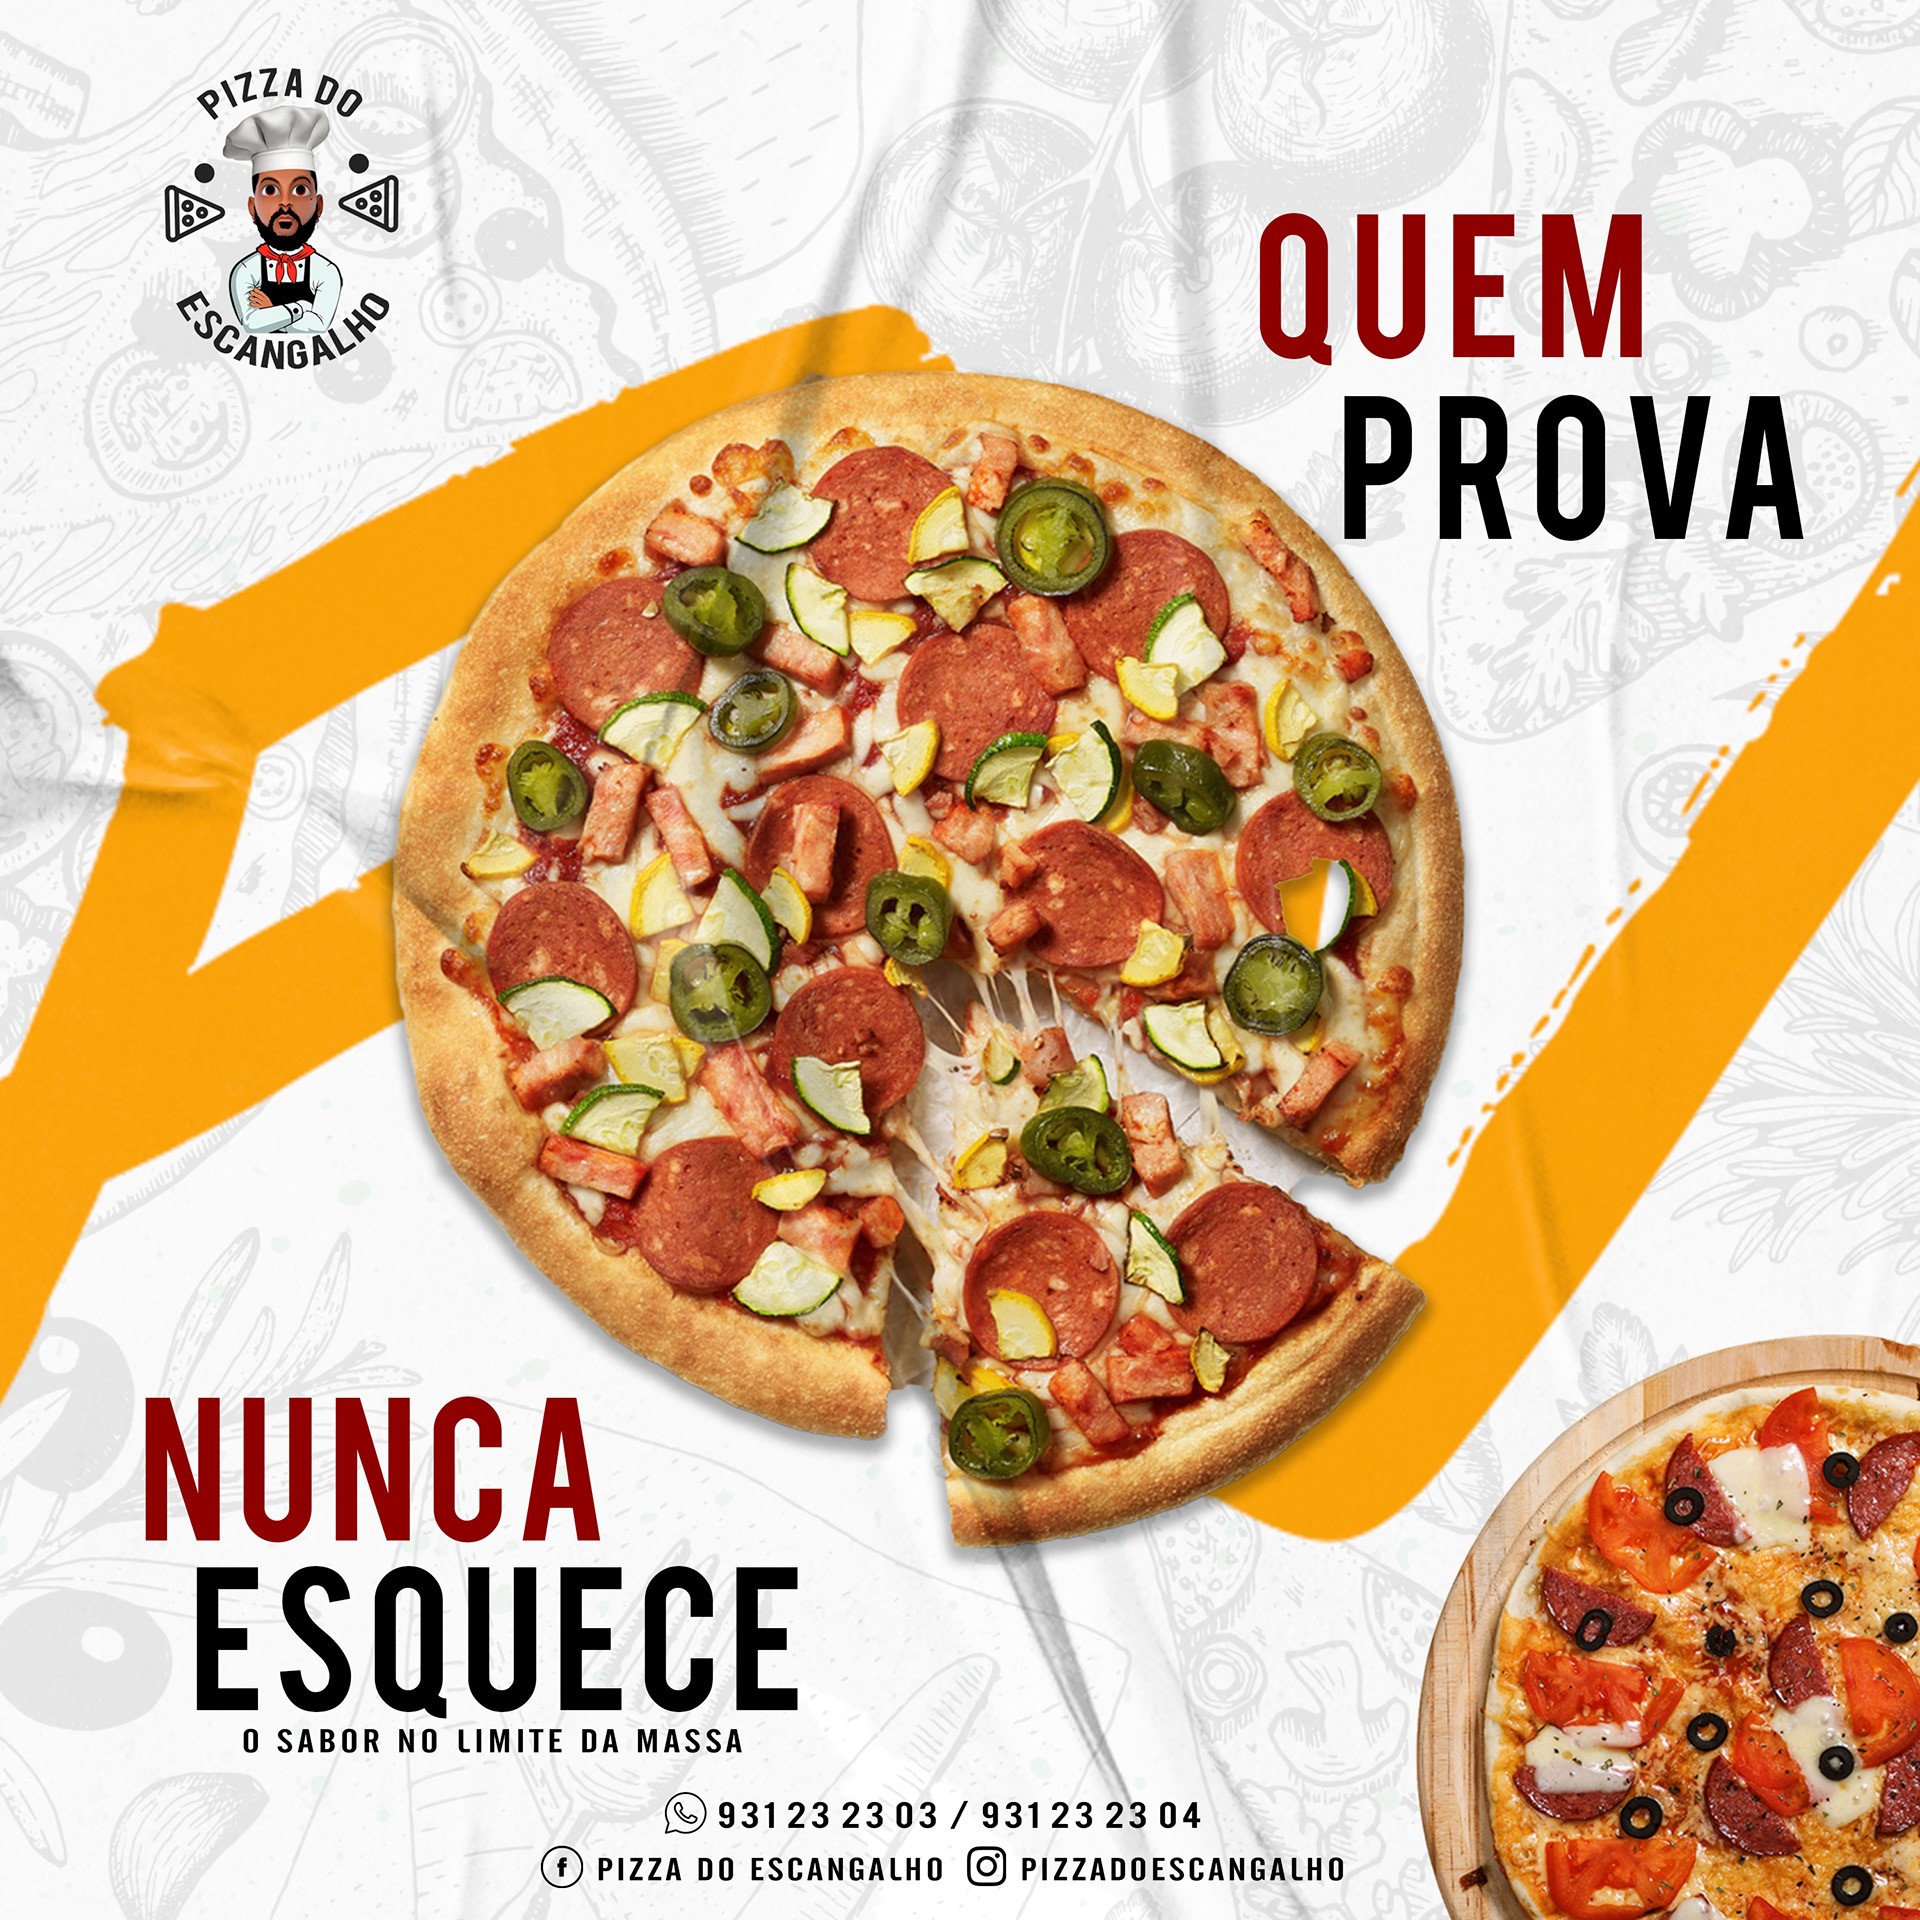 PIZZA DO
ESCANGALHO
QUEM
PROVA
NUNCA
ESQUECE
O SABOR NO LIMITE DA MASSA
931 23 23 03 / 931 23 23 04
f PIZZA DO ESCANGALHO PIZZADOESCANGALHO